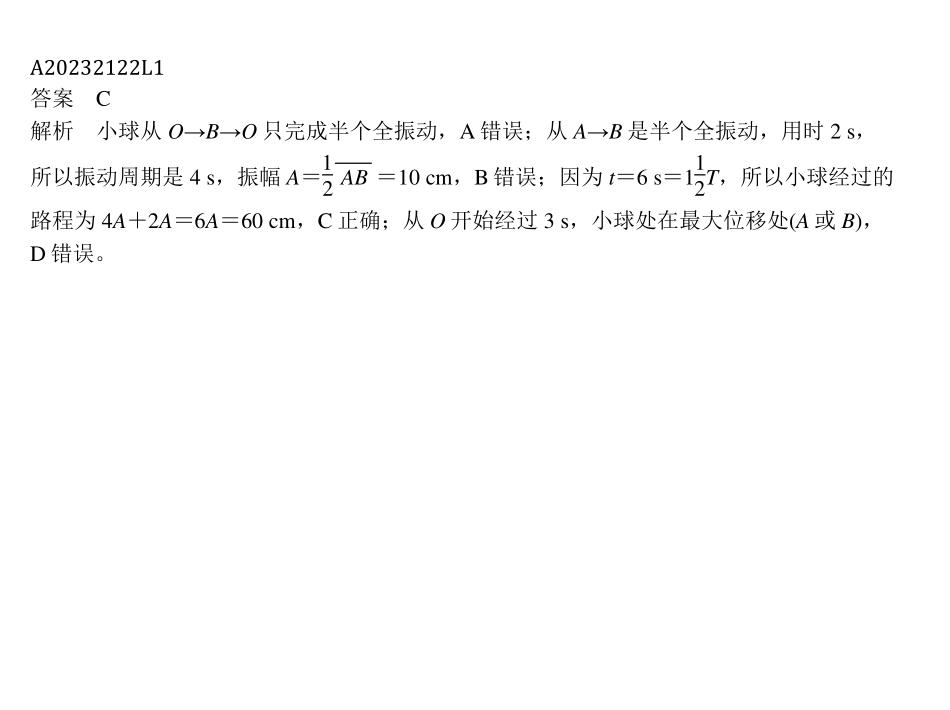 A20232122L1
答案 C
解析 小球从 O→B→O 只完成半个全振动，A 错误；从 A→B 是半个全振动，用时 2 s，
所以振动周期是 4 s，振幅 A＝\frac{1}{2}\overline{AB}＝10 cm，B 错误；因为 t＝6 s＝1\frac{1}{2}T，所以小球经过的
路程为 4A＋2A＝6A＝60 cm，C 正确；从 O 开始经过 3 s，小球处在最大位移处(A 或 B)，
D 错误。